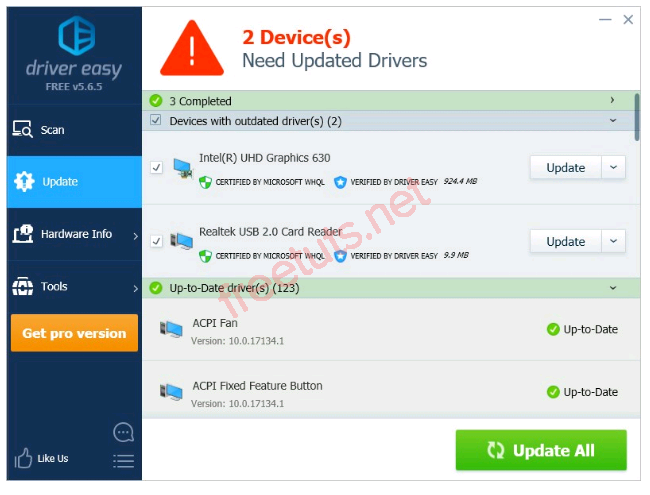 driver easy
FREE v5.6.5
Scan
Update
Hardware Info
Tools
Get pro version
Like Us
2 Device(s)
Need Updated Drivers
3 Completed
Devices with outdated driver(s) (2)
Intel(R) UHD Graphics 630
CERTIFIED BY MICROSOFT WHQL VERIFIED BY DRIVER EASY 924.4 MB
Update
Realtek USB 2.0 Card Reader
CERTIFIED BY MICROSOFT WHQL VERIFIED BY DRIVER EASY 9.9 MB
Update
Up-to-Date driver(s) (123)
ACPI Fan
Version: 10.0.17134.1
Up-to-Date
ACPI Fixed Feature Button
Version: 10.0.17134.1
Up-to-Date
Update All
freetuts.net